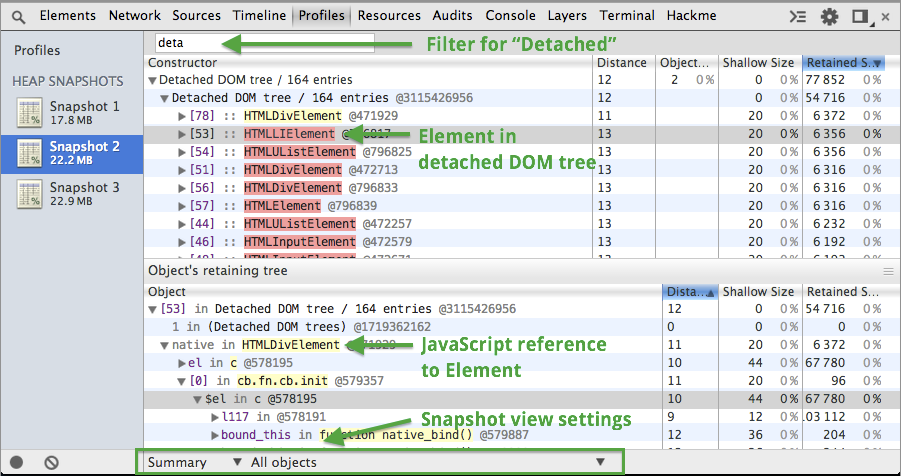 Elements Network Sources Timeline Profiles Resources Audits Console Layers Terminal Hackme
Profiles
HEAP SNAPSHOTS
Snapshot 1
17.8 MB
Snapshot 2
22.2 MB
Snapshot 3
22.9 MB
deta
Filter for “Detached”
Constructor Distance Object... Shallow Size Retained S...
Detached DOM tree / 164 entries 12 2 0% 0 0% 77 852 0%
Detached DOM tree / 164 entries @3115426956 12 0 0% 54 716 0%
[78] :: HTMLDivElement @471929 11 20 0% 6 372 0%
[53] :: HTMLLIElement 13 20 0% 6 356 0%
Element in
detached DOM tree
[54] :: HTMLUListElement @796825 13 20 0% 6 356 0%
[51] :: HTMLDivElement @472713 13 20 0% 6 316 0%
[56] :: HTMLDivElement @796833 13 20 0% 6 316 0%
[57] :: HTMLElement @796839 13 20 0% 6 316 0%
[44] :: HTMLUListElement @472257 13 20 0% 6 232 0%
[46] :: HTMLInputElement @472579 13 20 0% 6 192 0%
Object's retaining tree
Object Dista... Shallow Size Retained S...
[53] in Detached DOM tree / 164 entries @3115426956 12 0 0% 54 716 0%
1 in (Detached DOM trees) @1719362162 0 0 0% 0 0%
native in HTMLDivElement 11 20 0% 6 372 0%
JavaScript reference
to Element
el in c @578195 10 44 0% 67 780 0%
[0] in cb.fn.cb.init @579357 11 20 0% 96 0%
$el in c @578195 10 44 0% 67 780 0%
l117 in @578191 9 12 0% 03 112 0%
bound_this in function native_bind() @579887 12 36 0% 204 0%
Snapshot view settings
Summary All objects